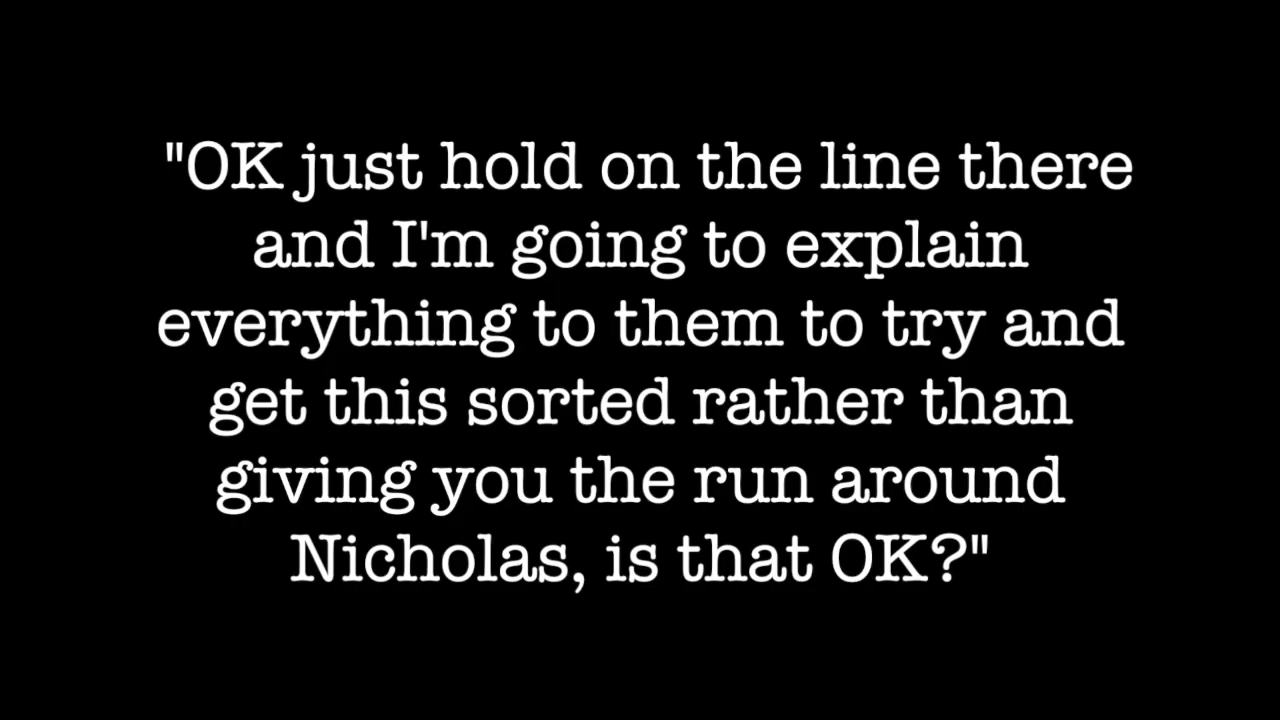 "OK just hold on the line there
and I'm going to explain
everything to them to try and
get this sorted rather than
giving you the run around
Nicholas, is that OK?"